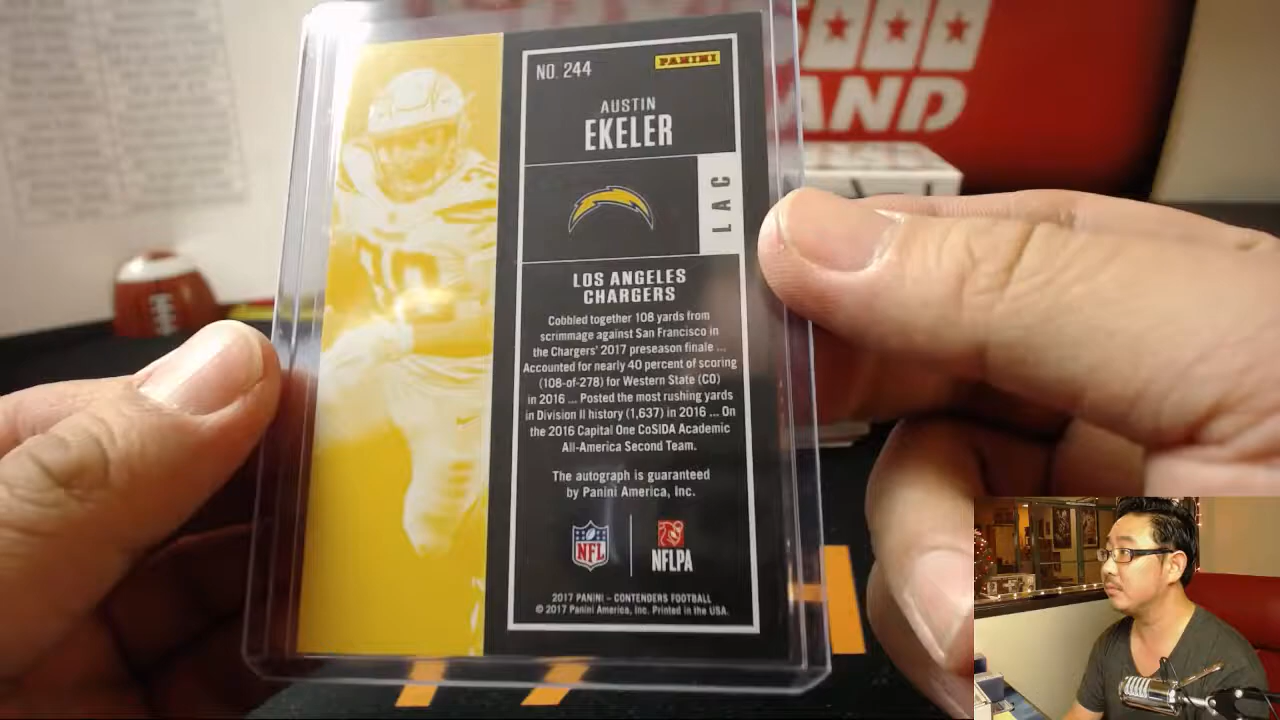 NO. 244
PANINI
AUSTIN
EKELER
LAC
LOS ANGELES
CHARGERS
Cobbled together 108 yards from
scrimmage against San Francisco in
the Chargers' 2017 preseason finale ...
Accounted for nearly 40 percent of scoring
(108-of-278) for Western State (CO)
in 2016 ... Posted the most rushing yards
in Division II history (1,637) in 2016 ... On
the 2016 Capital One CoSIDA Academic
All-America Second Team.
The autograph is guaranteed
by Panini America, Inc.
NFL
NFLPA
2017 PANINI – CONTENDERS FOOTBALL
© 2017 Panini America, Inc. Printed in the USA.
AND